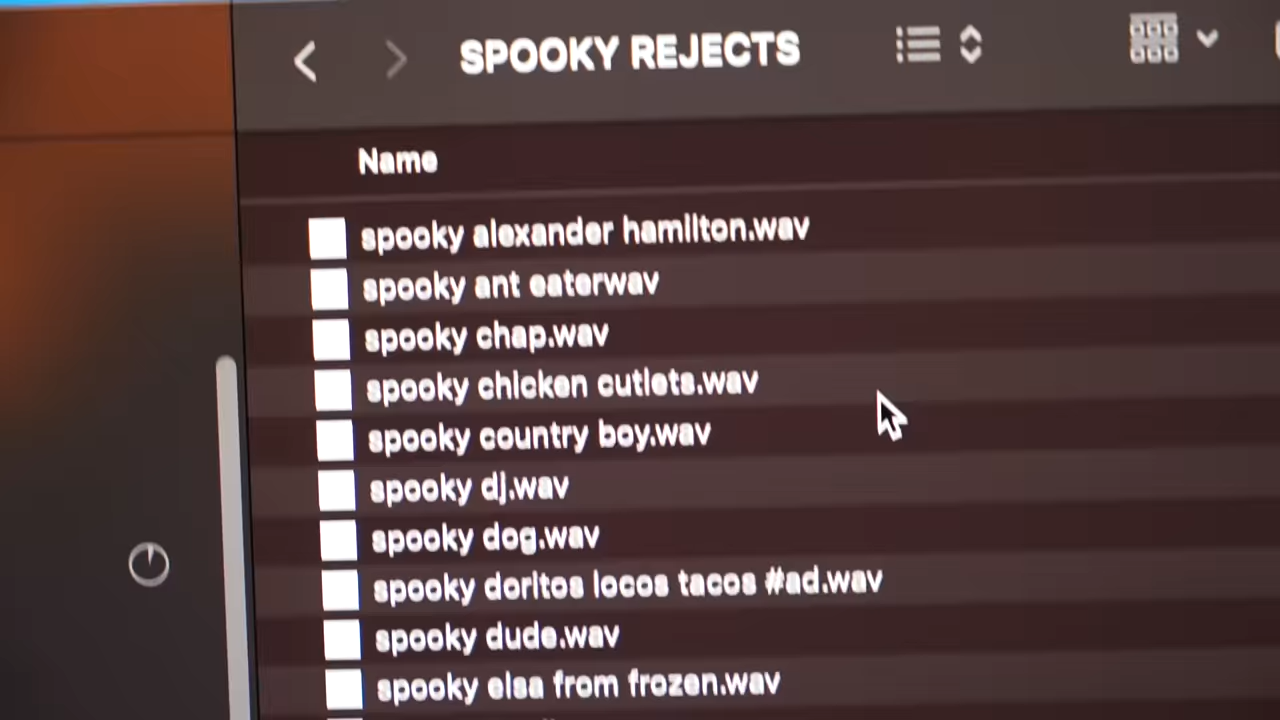 SPOOKY REJECTS
Name
spooky alexander hamilton.wav
spooky ant eaterwav
spooky chap.wav
spooky chicken cutlets.wav
spooky country boy.wav
spooky dj.wav
spooky dog.wav
spooky doritos locos tacos #ad.wav
spooky dude.wav
spooky elsa from frozen.wav